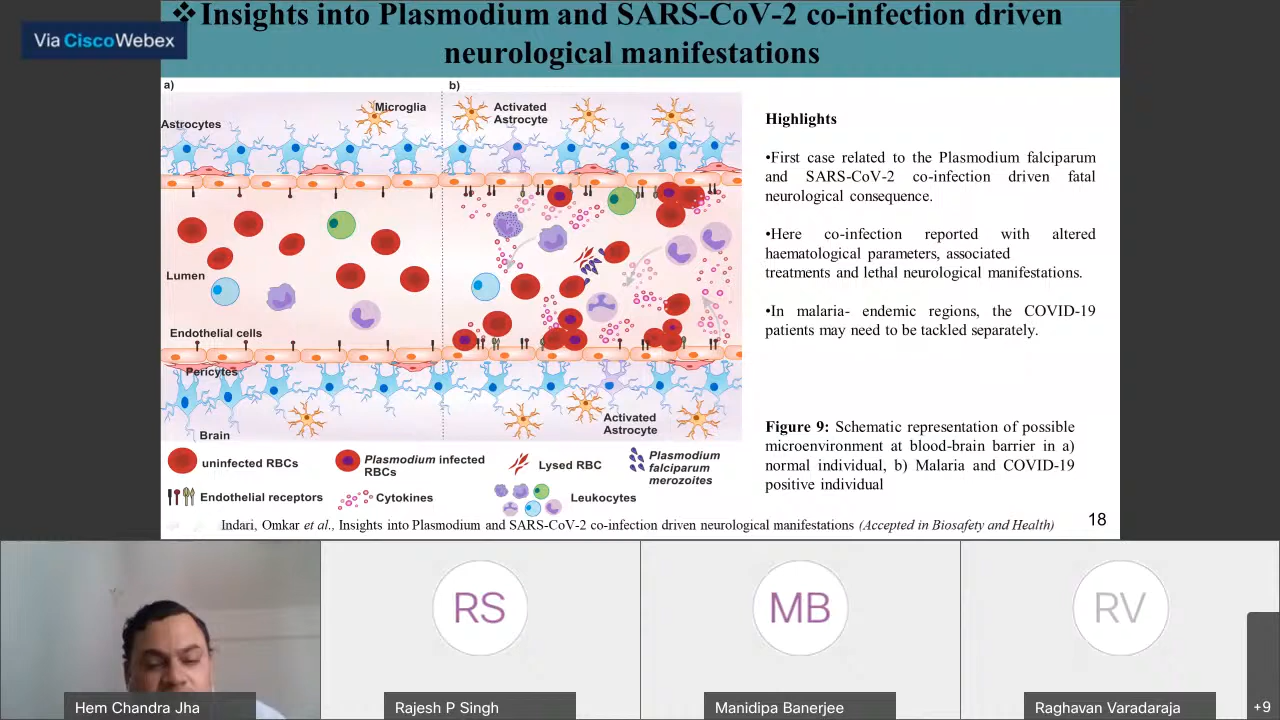 ❖Insights into Plasmodium and SARS-CoV-2 co-infection driven
neurological manifestations
Via CiscoWebex
a)
b)
Microglia
Astrocytes
Activated
Astrocyte
Lumen
Endothelial cells
Pericytes
Brain
Activated
Astrocyte
uninfected RBCs
Plasmodium infected
RBCs
Lysed RBC
Plasmodium
falciparum
merozoites
Endothelial receptors
Cytokines
Leukocytes
Highlights
•First case related to the Plasmodium falciparum
and SARS-CoV-2 co-infection driven fatal
neurological consequence.
•Here co-infection reported with altered
haematological parameters, associated
treatments and lethal neurological manifestations.
•In malaria- endemic regions, the COVID-19
patients may need to be tackled separately.
Figure 9: Schematic representation of possible
microenvironment at blood-brain barrier in a)
normal individual, b) Malaria and COVID-19
positive individual
Indari, Omkar et al., Insights into Plasmodium and SARS-CoV-2 co-infection driven neurological manifestations (Accepted in Biosafety and Health)
18
RS
MB
RV
Hem Chandra Jha
Rajesh P Singh
Manidipa Banerjee
Raghavan Varadaraja
+9